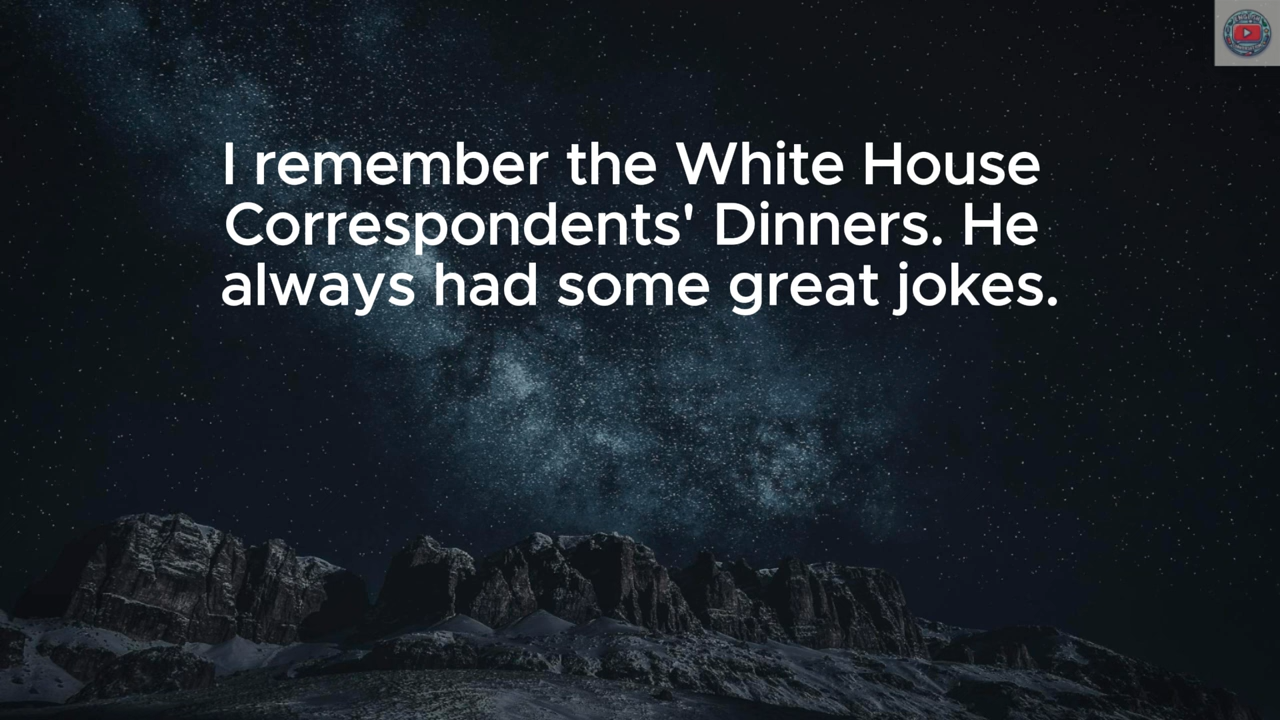 I remember the White House
Correspondents' Dinners. He
always had some great jokes.